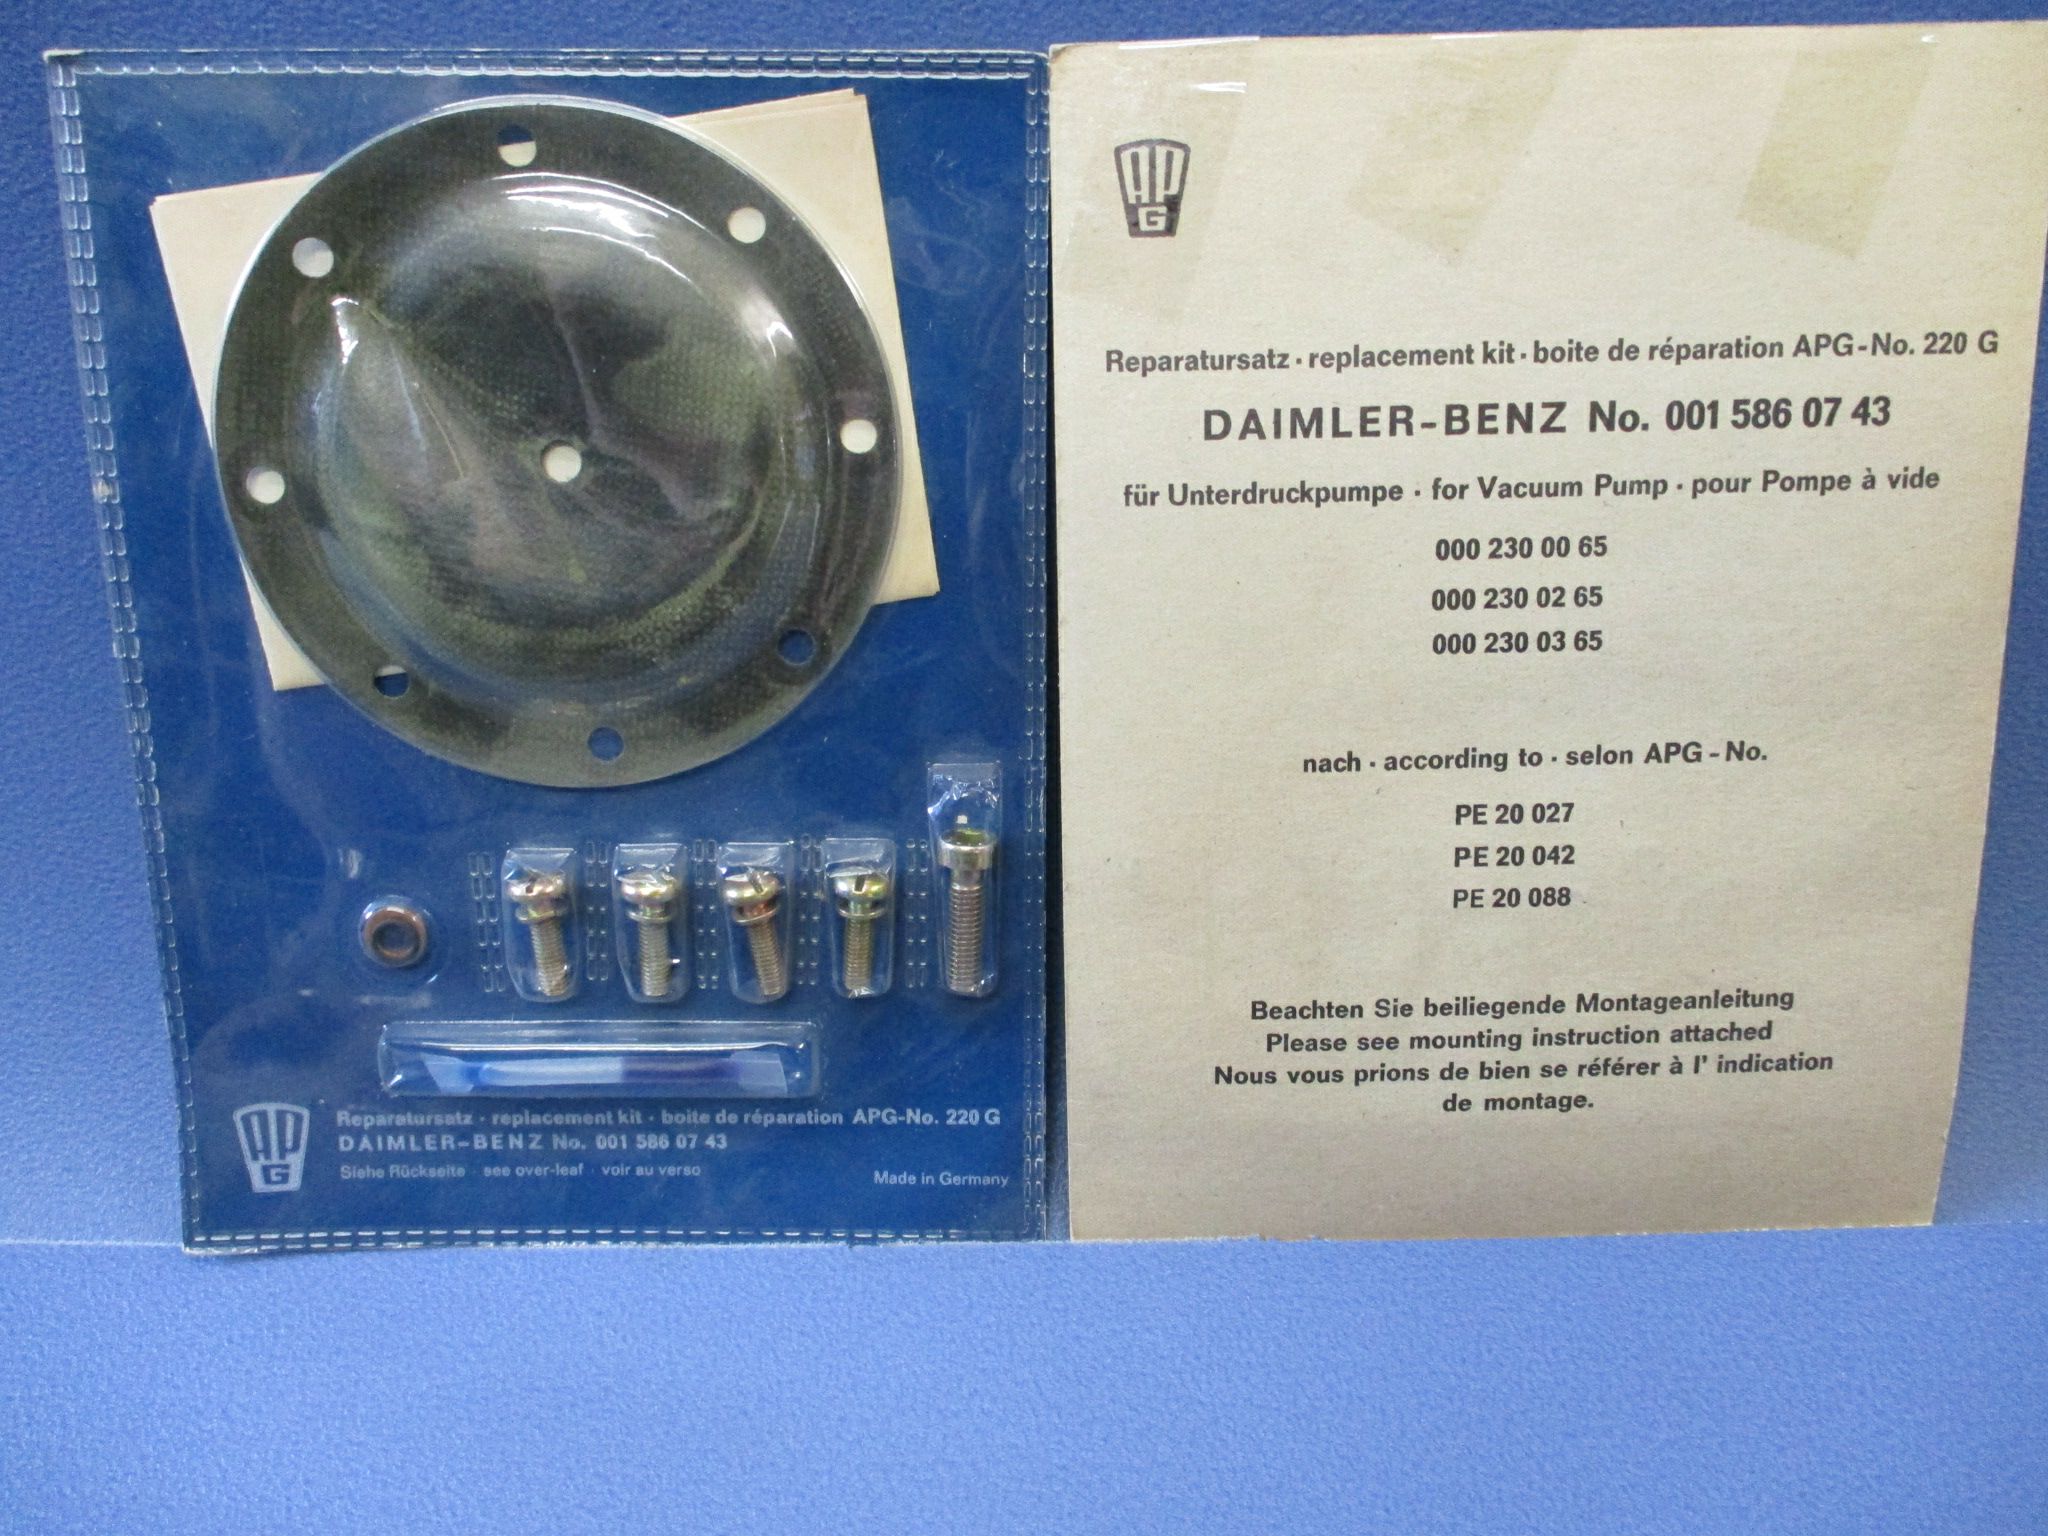 APG
Reparatursatz · replacement kit · boite de réparation APG-No. 220 G
DAIMLER-BENZ No. 001 586 07 43
Siehe Rückseite · see over-leaf · voir au verso
Made in Germany
APG
Reparatursatz · replacement kit · boite de réparation APG-No. 220 G
DAIMLER-BENZ No. 001 586 07 43
für Unterdruckpumpe · for Vacuum Pump · pour Pompe à vide
000 230 00 65
000 230 02 65
000 230 03 65
nach · according to · selon APG-No.
PE 20 027
PE 20 042
PE 20 088
Beachten Sie beiliegende Montageanleitung
Please see mounting instruction attached
Nous vous prions de bien se référer à l' indication
de montage.